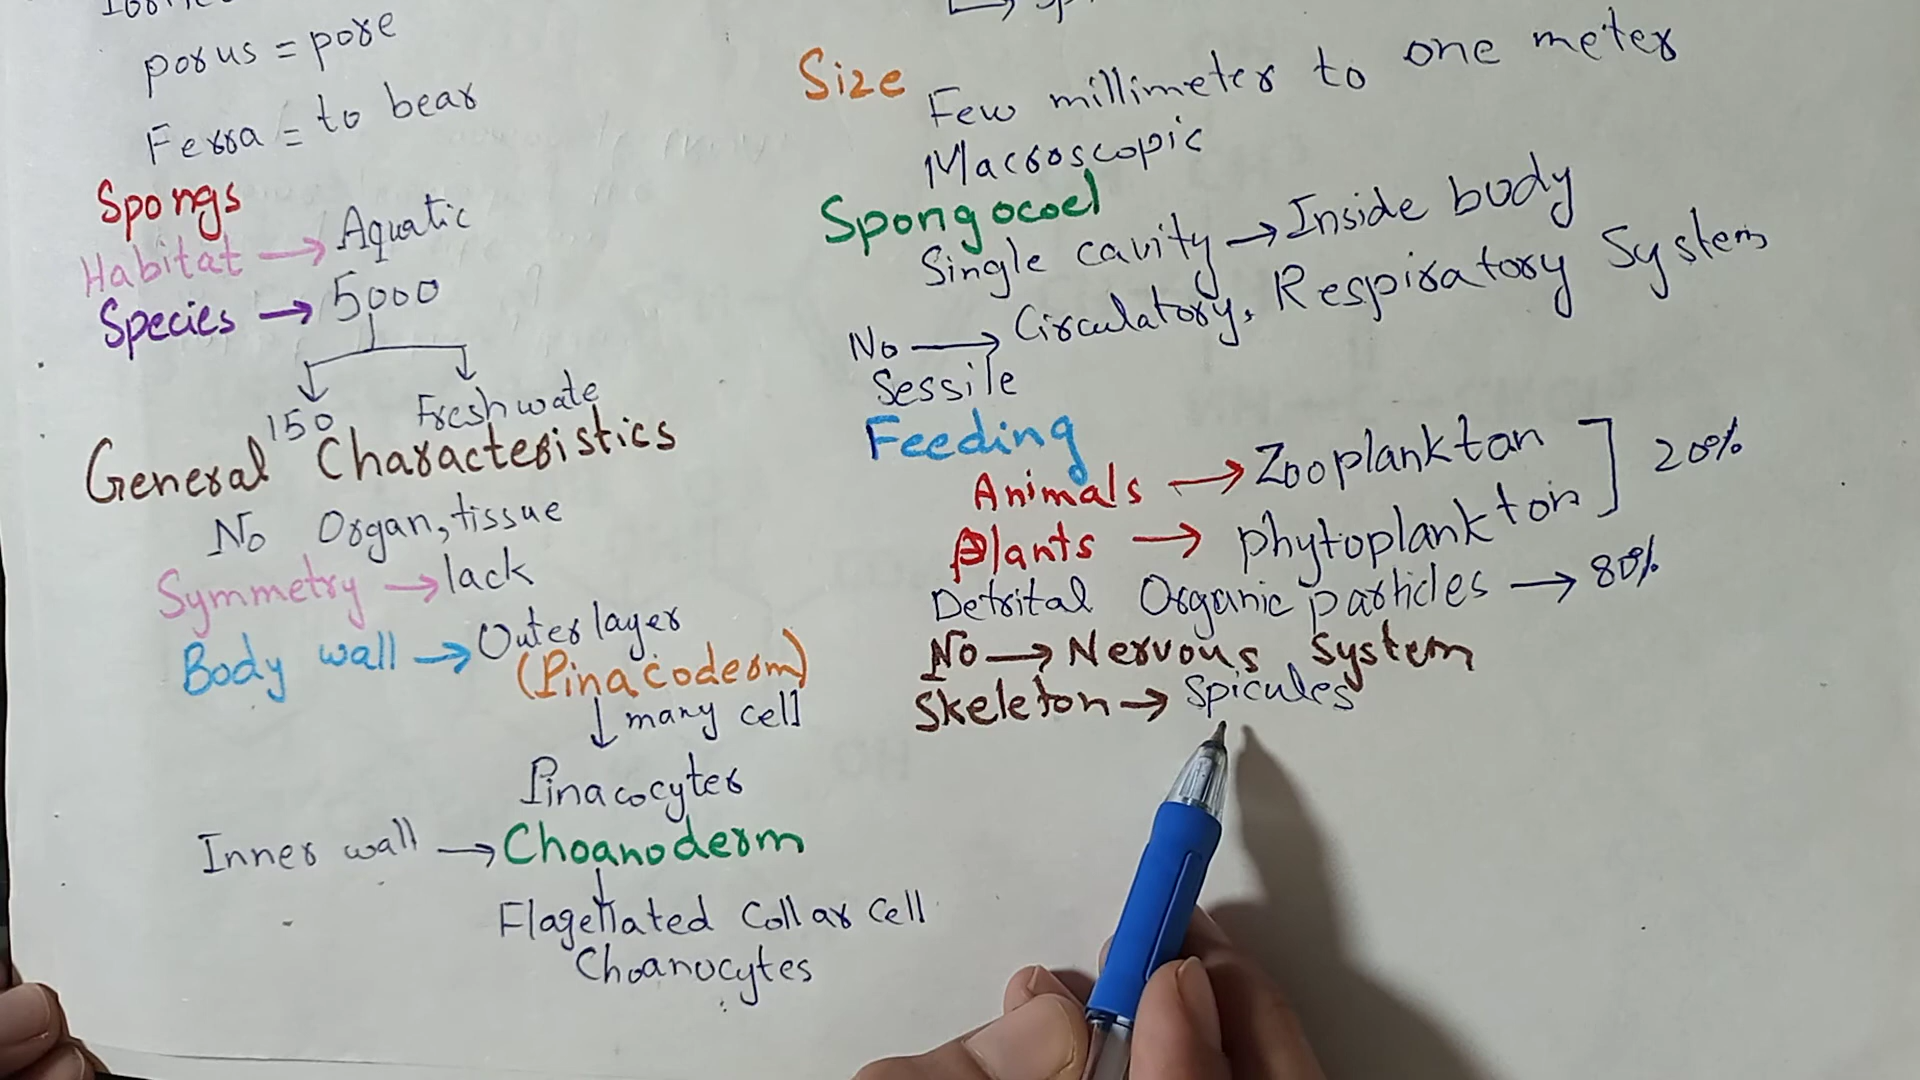 porus = pore
Ferra = to bear
Spongs
Habitat → Aquatic
Species → 5000
150 Freshwate
General Characteristics
No Organ, tissue
Symmetry → lack
Body wall → Outer layer
(Pinacoderm)
↓ many cell
Pinacocyter
Inner wall → Choanoderm
Flagellated Collar Cell
Choanocytes
Size
Few millimeter to one meter
Macroscopic
Spongocoel
Single cavity → Inside body
No → Circulatory, Respiratory System
Sessile
Feeding
Animals → Zooplanktan
Plants → phytoplankton ] 20%
Detrital Organic particles → 80%
No → Nervous system
Skeleton → Spicules